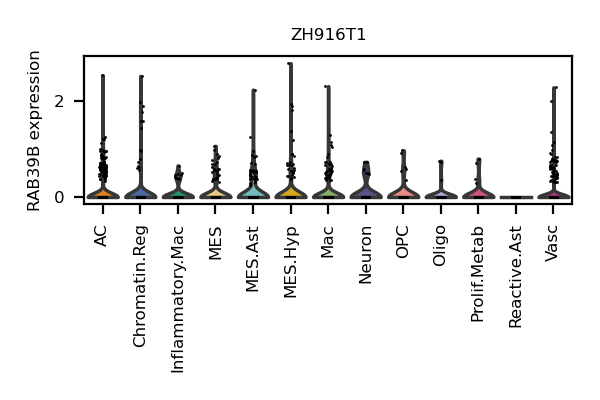 ZH916T1
RAB39B expression
2
0
AC
Chromatin.Reg
Inflammatory.Mac
MES
MES.Ast
MES.Hyp
Mac
Neuron
OPC
Oligo
Prolif.Metab
Reactive.Ast
Vasc